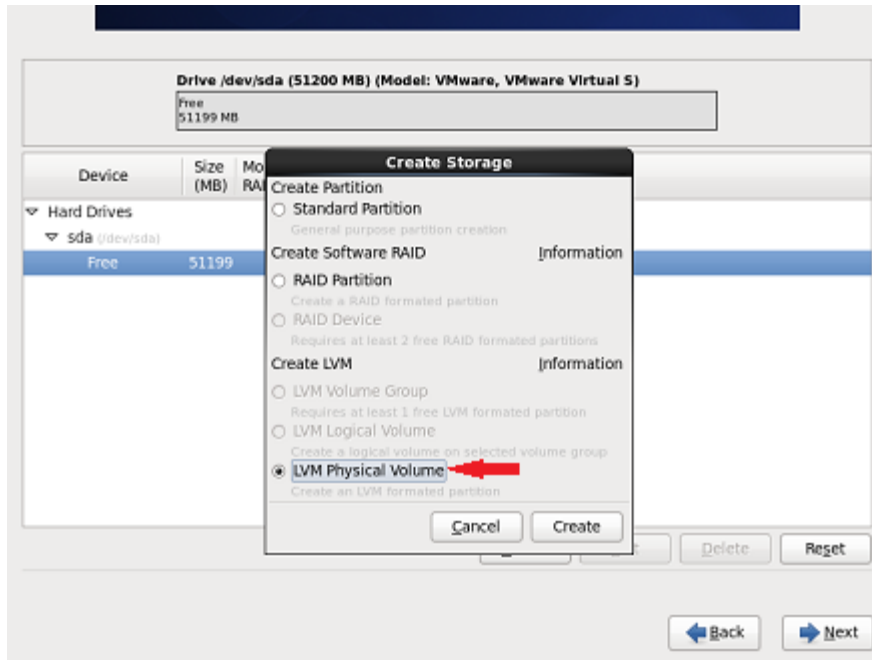 Drive /dev/sda (51200 MB) (Model: VMware, VMware Virtual S)
Free
51199 MB
Device
Size
(MB)
Mo
RAI
Hard Drives
sda (/dev/sda)
Free 51199
Create Storage
Create Partition
Standard Partition
General purpose partition creation
Create Software RAID Information
RAID Partition
Create a RAID formated partition
RAID Device
Requires at least 2 free RAID formated partitions
Create LVM Information
LVM Volume Group
Requires at least 1 free LVM formated partition
LVM Logical Volume
Create a logical volume on selected volume group
LVM Physical Volume
Create an LVM formated partition
Cancel Create
Delete Reset
Back Next